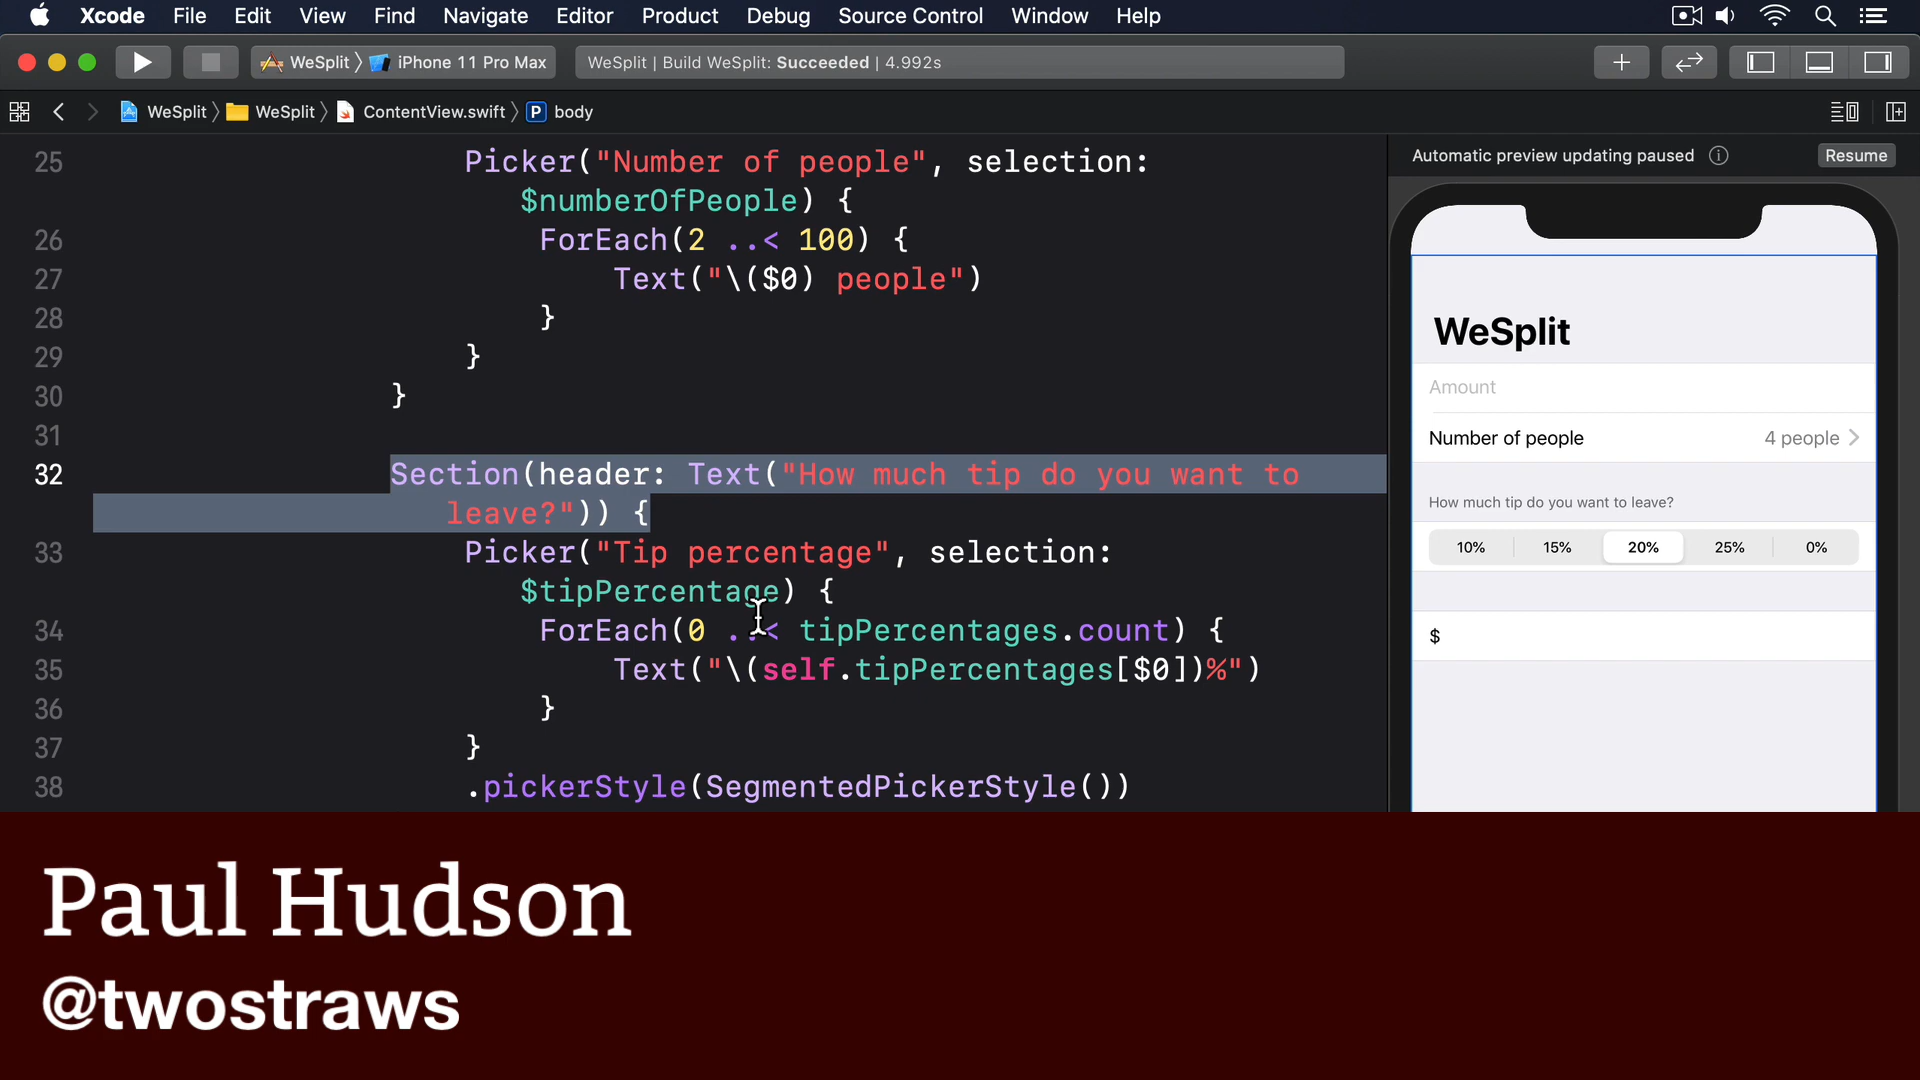 Xcode File Edit View Find Navigate Editor Product Debug Source Control Window Help
WeSplit iPhone 11 Pro Max WeSplit | Build WeSplit: Succeeded | 4.992s
WeSplit WeSplit ContentView.swift P body
Automatic preview updating paused Resume
25 Picker("Number of people", selection:
$numberOfPeople) {
26 ForEach(2 ..< 100) {
27 Text("\($0) people")
28 }
29 }
30 }
31
32 Section(header: Text("How much tip do you want to
leave?")) {
33 Picker("Tip percentage", selection:
$tipPercentage) {
34 ForEach(0 ..< tipPercentages.count) {
35 Text("\(self.tipPercentages[$0])%")
36 }
37 }
38 .pickerStyle(SegmentedPickerStyle())
WeSplit
Amount
Number of people 4 people
How much tip do you want to leave?
10% 15% 20% 25% 0%
$
Paul Hudson
@twostraws